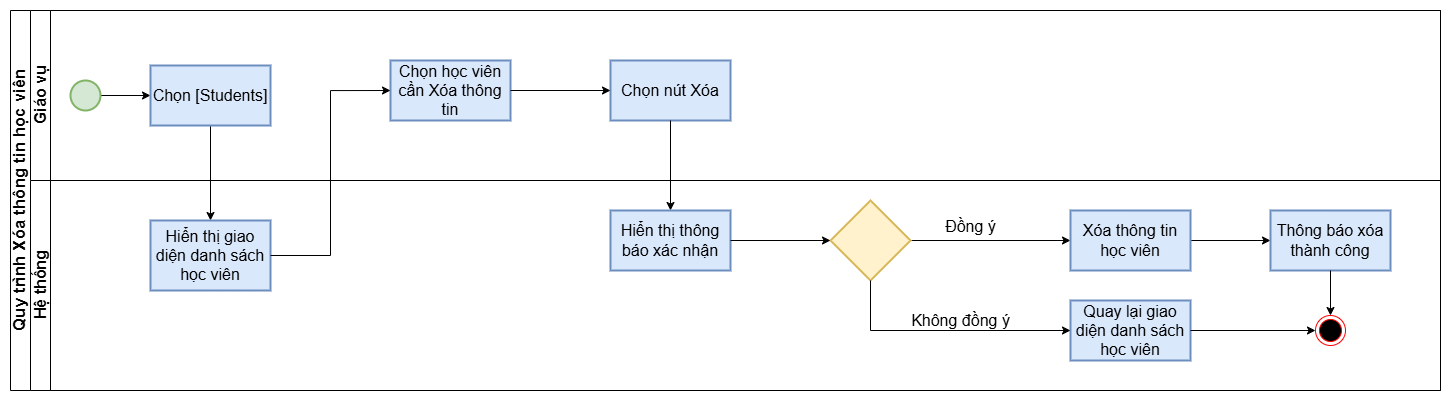 Quy trình Xóa thông tin học viên
Giáo vụ
Chọn [Students]
Chọn học viên
cần Xóa thông
tin
Chọn nút Xóa
Hệ thống
Hiển thị giao
diện danh sách
học viên
Hiển thị thông
báo xác nhận
Đồng ý
Xóa thông tin
học viên
Thông báo xóa
thành công
Không đồng ý
Quay lại giao
diện danh sách
học viên